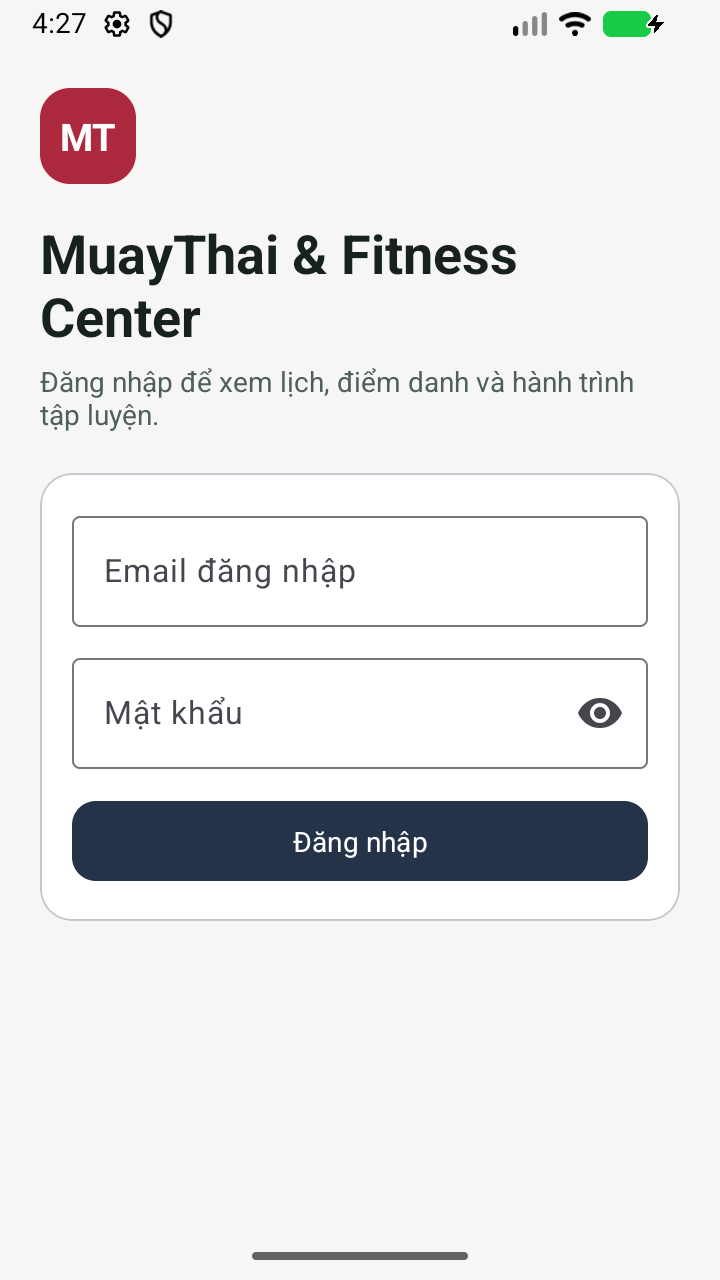 4:27
MT
MuayThai & Fitness
Center
Đăng nhập để xem lịch, điểm danh và hành trình
tập luyện.
Email đăng nhập
Mật khẩu
Đăng nhập